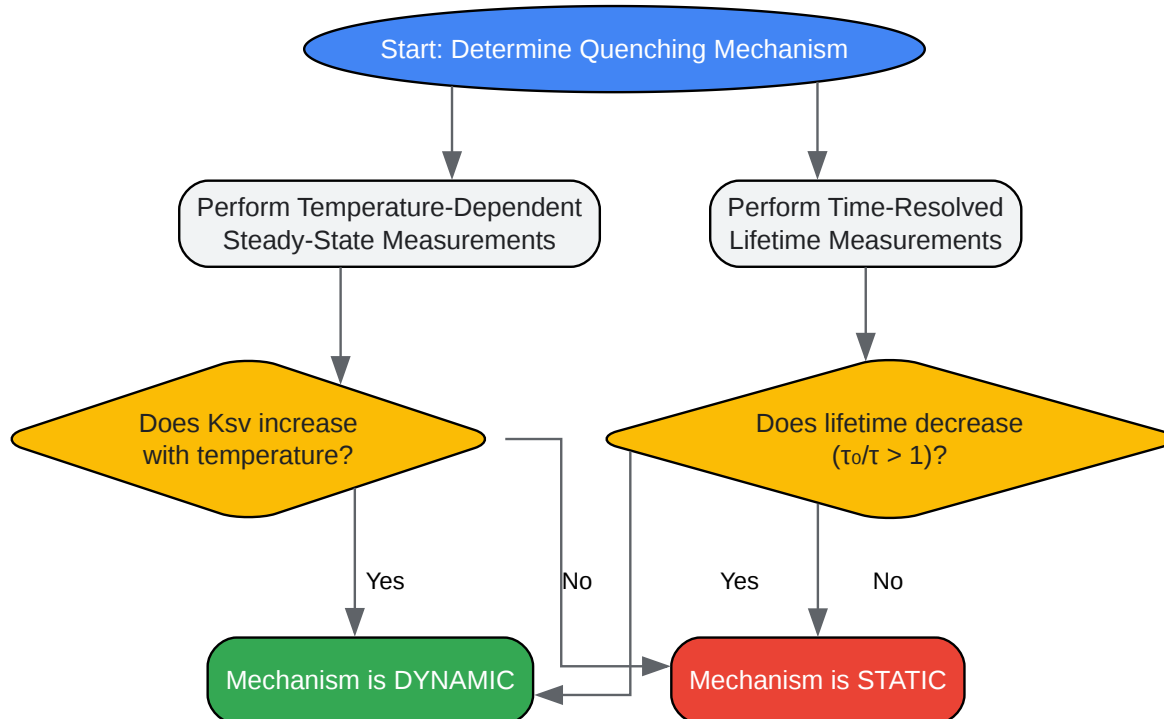 Start: Determine Quenching Mechanism
Perform Temperature-Dependent
Steady-State Measurements
Perform Time-Resolved
Lifetime Measurements
Does Ksv increase
with temperature?
Does lifetime decrease
(τ₀/τ > 1)?
Yes
No
Yes
No
Mechanism is DYNAMIC
Mechanism is STATIC